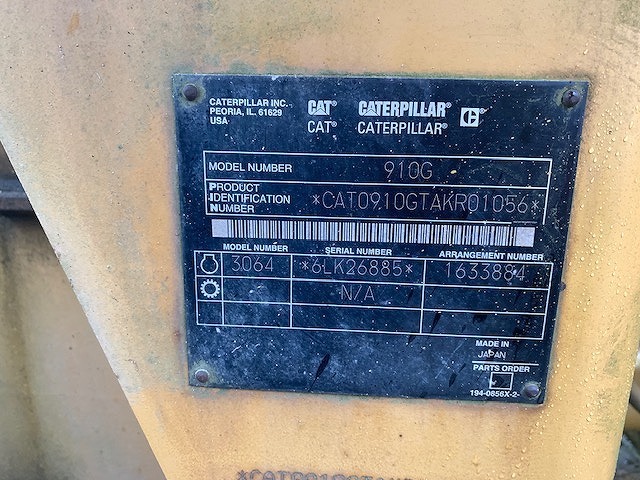 CATERPILLAR INC.
PEORIA, IL. 61629
USA
CAT® CATERPILLAR®
CAT® CATERPILLAR®
C
MODEL NUMBER 910G
PRODUCT
IDENTIFICATION
NUMBER
*CAT0910GTAKR01056*
MODEL NUMBER SERIAL NUMBER ARRANGEMENT NUMBER
3064 *6LK26885* 1633884
N/A
MADE IN
JAPAN
PARTS ORDER
194-0856X-2